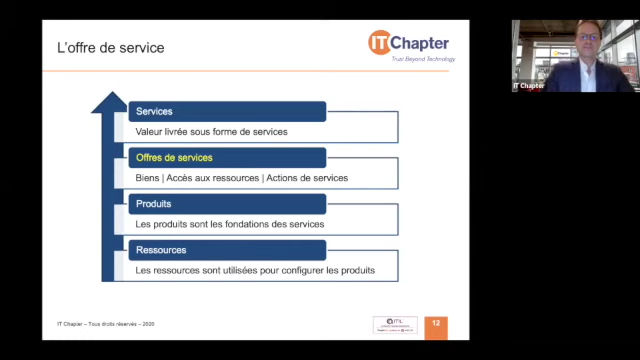 L'offre de service
ITChapter
Trust Beyond Technology
Services
Valeur livrée sous forme de services
Offres de services
Biens | Accès aux ressources | Actions de services
Produits
Les produits sont les fondations des services
Ressources
Les ressources sont utilisées pour configurer les produits
IT Chapter – Tous droits réservés – 2020
12
IT Chapter